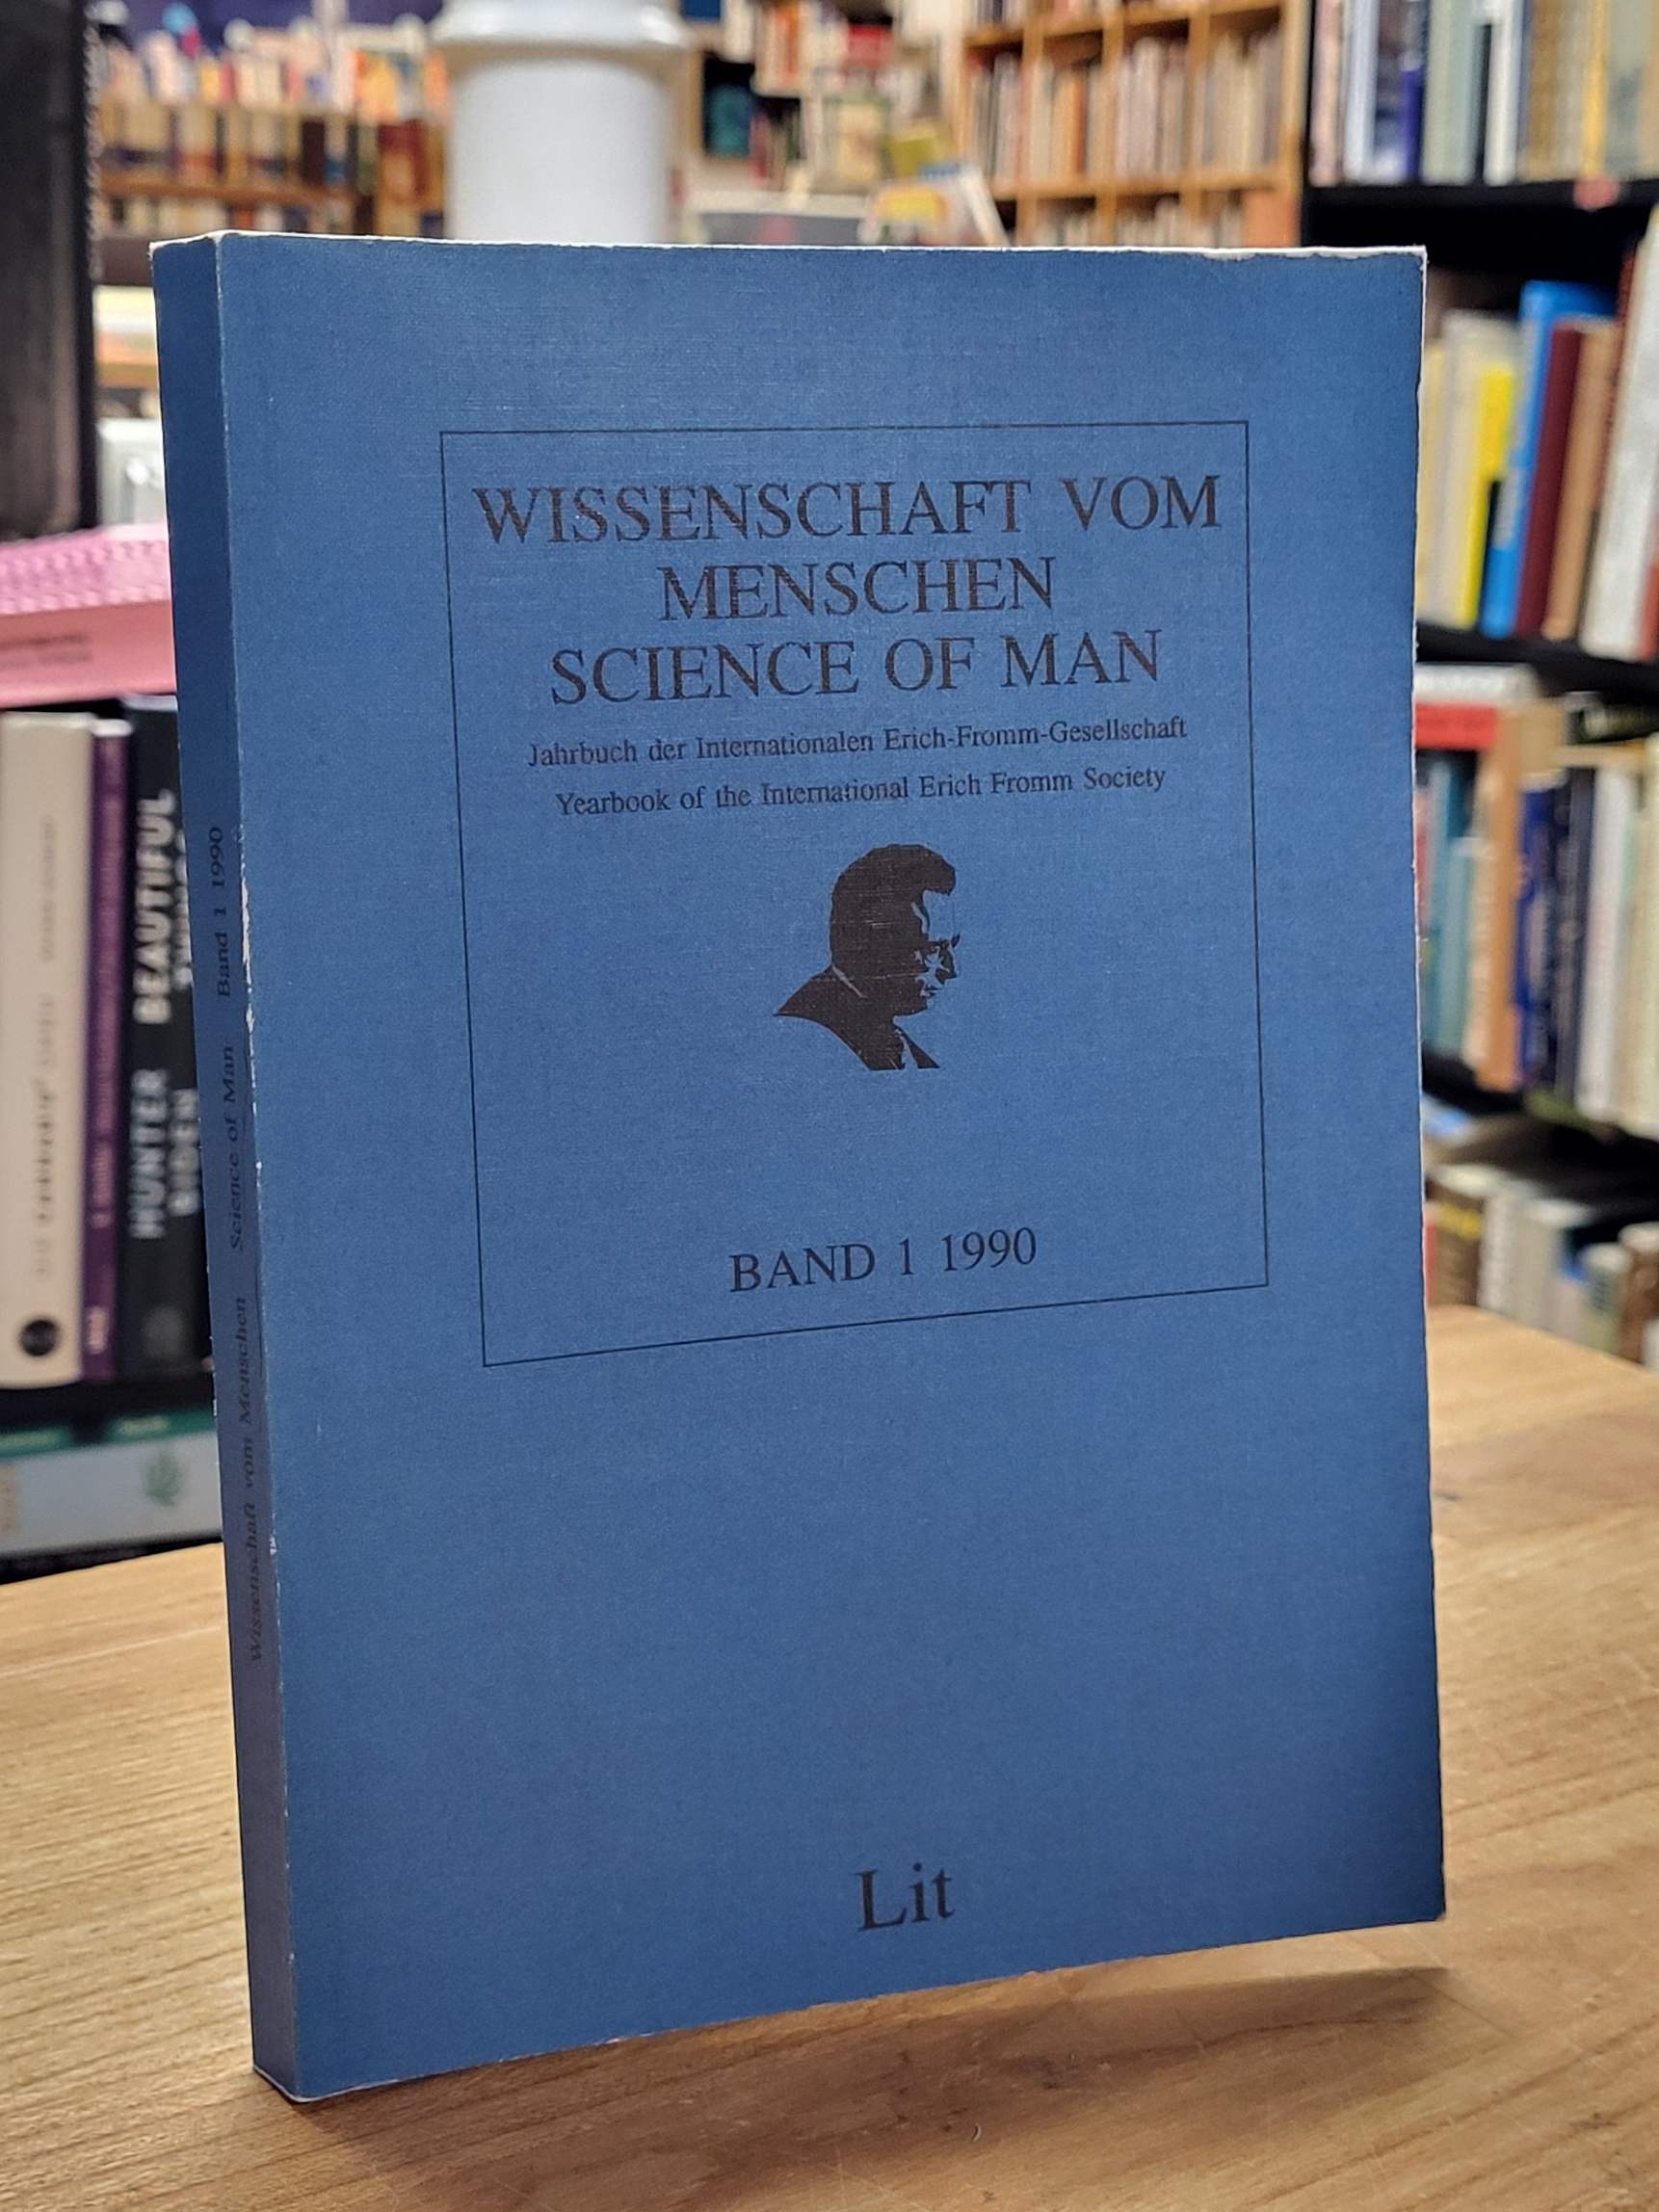 WISSENSCHAFT VOM
MENSCHEN
SCIENCE OF MAN
Jahrbuch der Internationalen Erich-Fromm-Gesellschaft
Yearbook of the International Erich Fromm Society
BAND 1 1990
Lit
Wissenschaft vom Menschen Science of Man Band 1 1990
HUNTER BEAUTIFUL
BIDEN